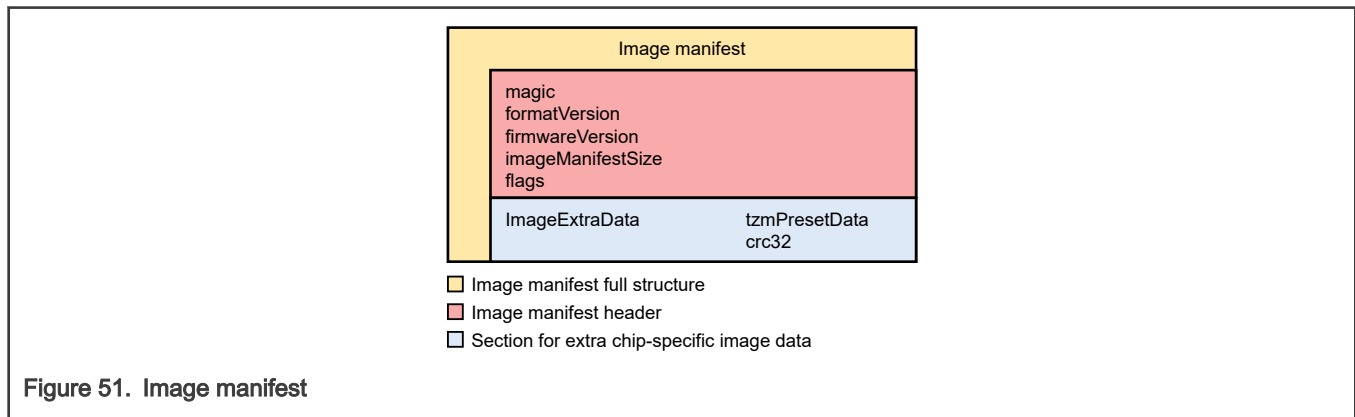 Image manifest
magic
formatVersion
firmwareVersion
imageManifestSize
flags
ImageExtraData tzmPresetData
crc32
Image manifest full structure
Image manifest header
Section for extra chip-specific image data
Figure 51. Image manifest